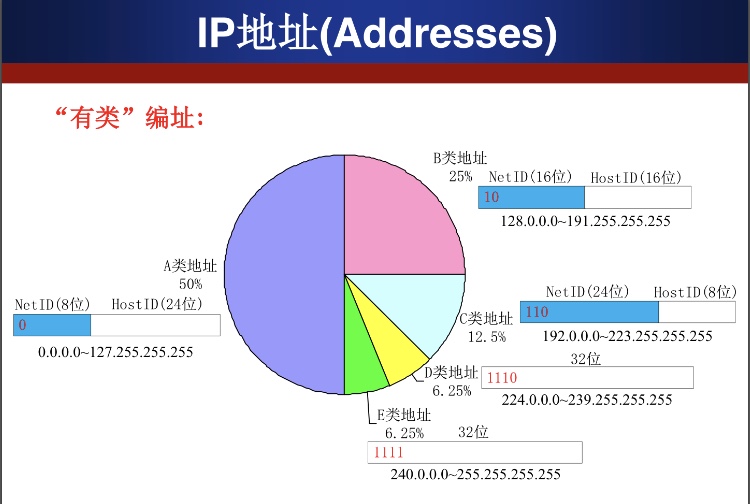 IP地址(Addresses)
“有类”编址:
B类地址
25%
NetID(16位) HostID(16位)
10
128.0.0.0~191.255.255.255
A类地址
50%
NetID(8位) HostID(24位)
0
0.0.0.0~127.255.255.255
NetID(24位) HostID(8位)
110
C类地址
12.5%
192.0.0.0~223.255.255.255
32位
D类地址
6.25%
1110
224.0.0.0~239.255.255.255
E类地址
6.25%
32位
1111
240.0.0.0~255.255.255.255